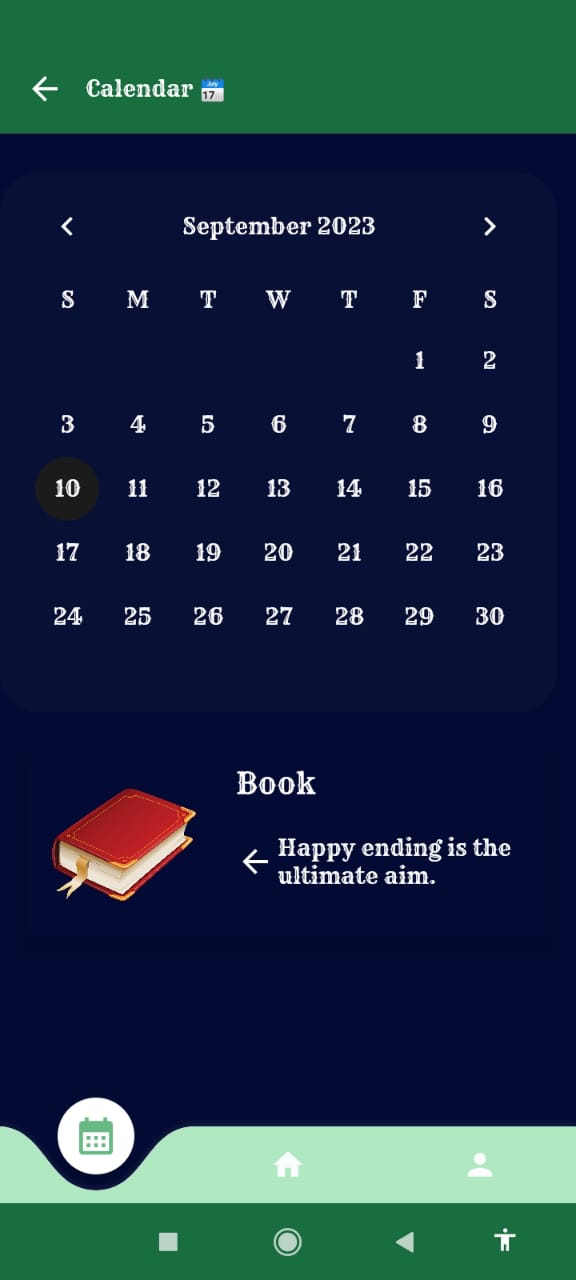 Calendar
July
17
September 2023
S M T W T F S
1 2
3 4 5 6 7 8 9
10 11 12 13 14 15 16
17 18 19 20 21 22 23
24 25 26 27 28 29 30
Book
Happy ending is the
ultimate aim.